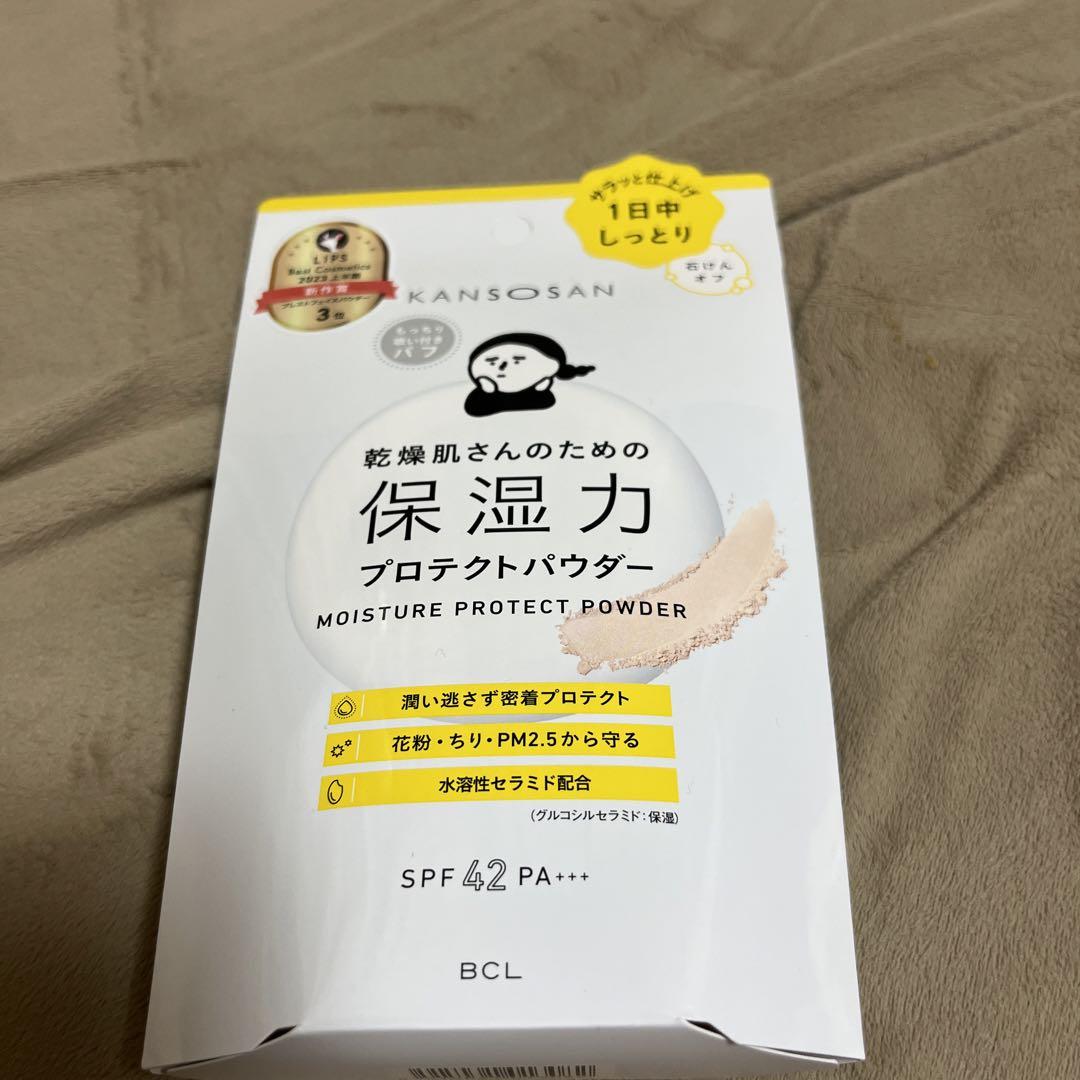 サラッと仕上げ
1日中
しっとり
石けん
オフ
LIPS
Best Cosmetics
2023 上半期
新作賞
プレストフェイスパウダー
3位
KANSOSAN
もっちり
吸い付き
パフ
乾燥肌さんのための
保湿力
プロテクトパウダー
MOISTURE PROTECT POWDER
潤い逃さず密着プロテクト
花粉・ちり・PM2.5から守る
水溶性セラミド配合
(グルコシルセラミド:保湿)
SPF 42 PA+++
BCL